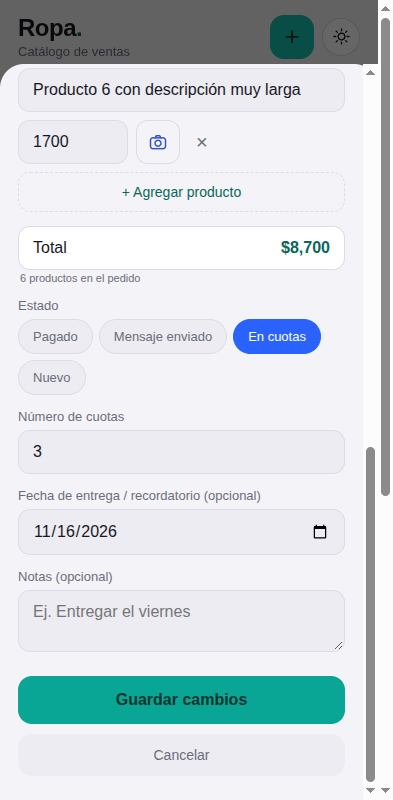 Ropa.
Catálogo de ventas
+
Producto 6 con descripción muy larga
1700
×
+ Agregar producto
Total $8,700
6 productos en el pedido
Estado
Pagado Mensaje enviado En cuotas
Nuevo
Número de cuotas
3
Fecha de entrega / recordatorio (opcional)
11/16/2026
Notas (opcional)
Ej. Entregar el viernes
Guardar cambios
Cancelar